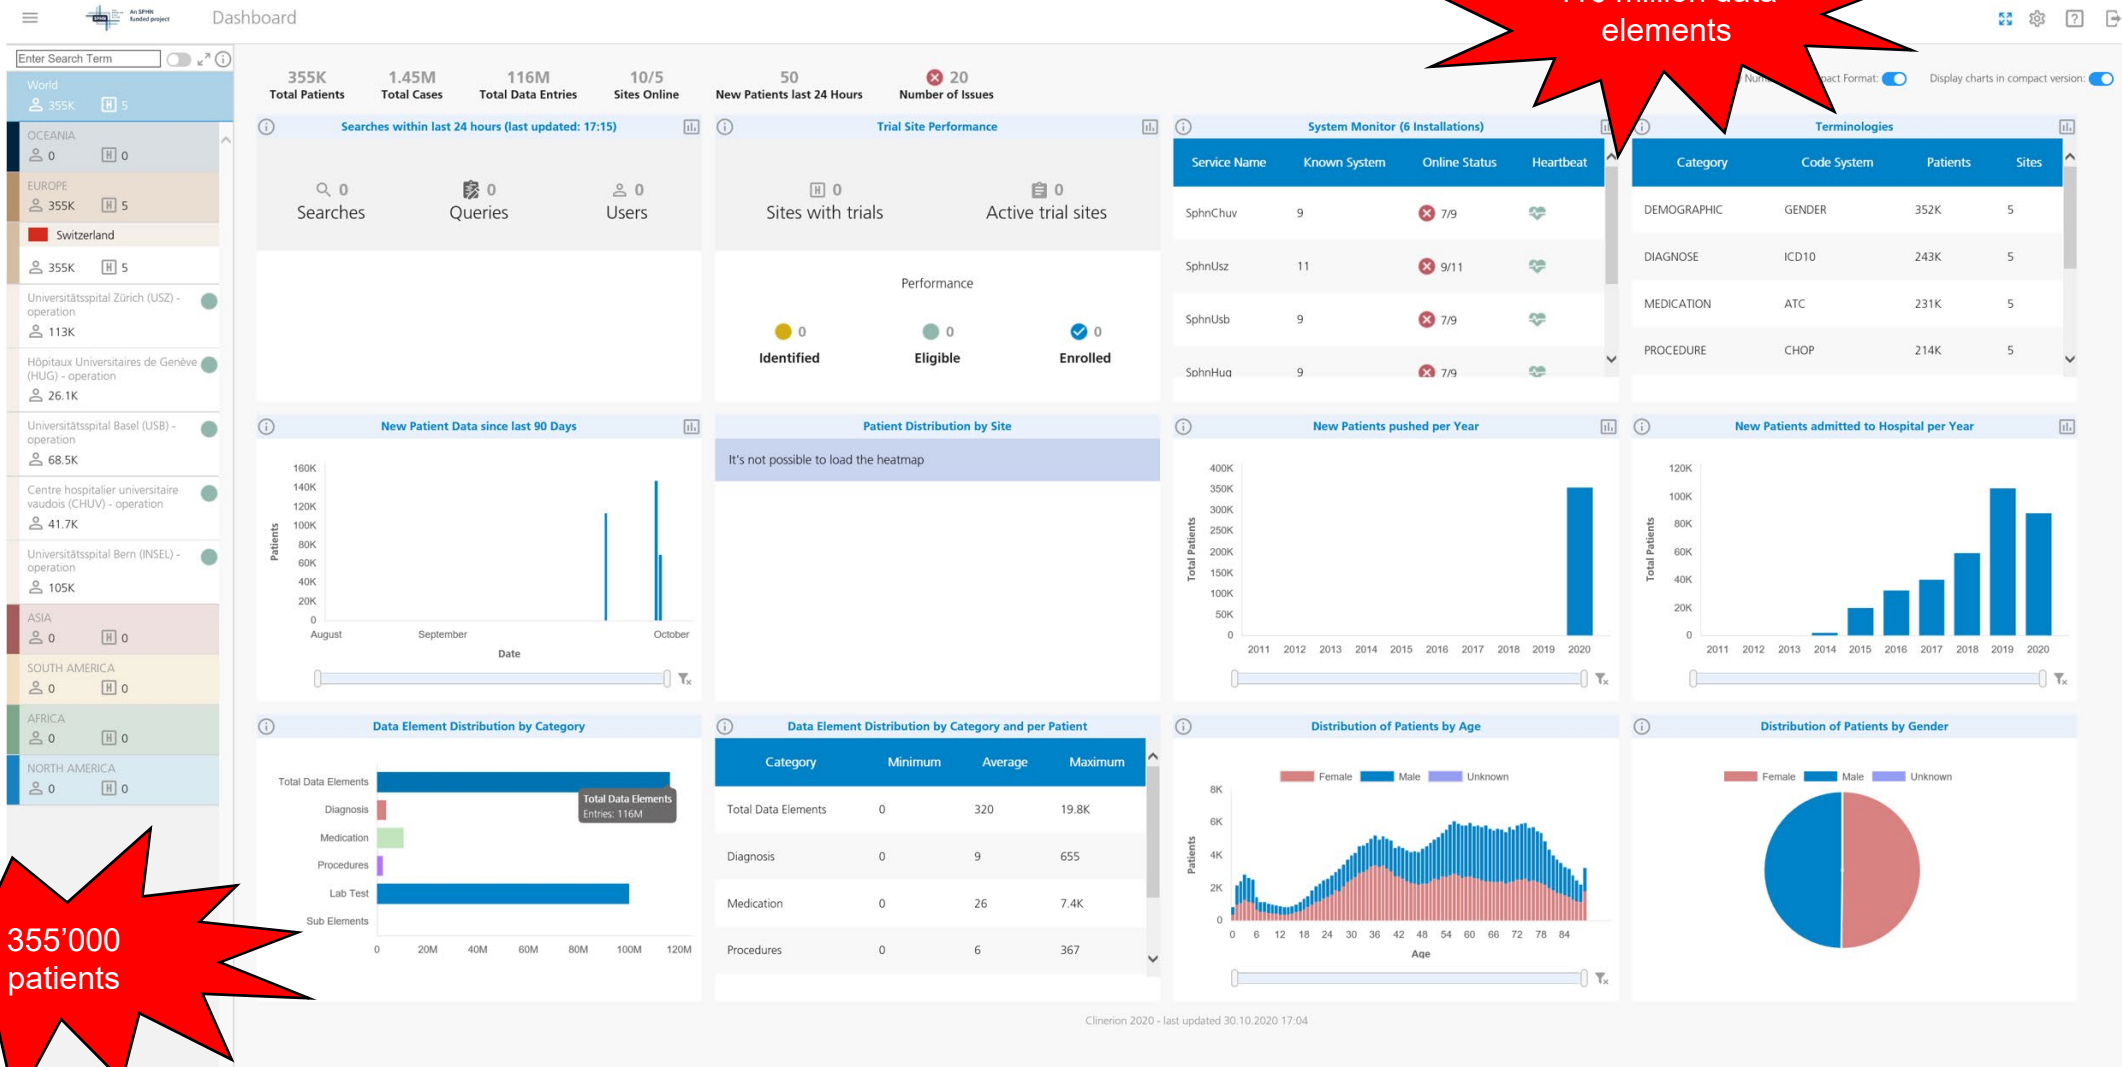 An SPHN
funded project
SPHN
Dashboard
elements
Enter Search Term
World
355K 5
OCEANIA
0 0
EUROPE
355K 5
Switzerland
355K 5
Universitätsspital Zürich (USZ) -
operation
113K
Hôpitaux Universitaires de Genève
(HUG) - operation
26.1K
Universitätsspital Basel (USB) -
operation
68.5K
Centre hospitalier universitaire
vaudois (CHUV) - operation
41.7K
Universitätsspital Bern (INSEL) -
operation
105K
ASIA
0 0
SOUTH AMERICA
0 0
AFRICA
0 0
NORTH AMERICA
0 0
355'000
patients
355K 1.45M 116M 10/5 50 20
Total Patients Total Cases Total Data Entries Sites Online New Patients last 24 Hours Number of Issues
Format: Display charts in compact version:
Searches within last 24 hours (last updated: 17:15)
0 0 0
Searches Queries Users
Trial Site Performance
0 0
Sites with trials Active trial sites
Performance
0 0 0
Identified Eligible Enrolled
System Monitor (6 Installations)
Service Name Known System Online Status Heartbeat
SphnChuv 9 7/9
SphnUsz 11 9/11
SphnUsb 9 7/9
SphnHug 9 7/9
Terminologies
Category Code System Patients Sites
DEMOGRAPHIC GENDER 352K 5
DIAGNOSE ICD10 243K 5
MEDICATION ATC 231K 5
PROCEDURE CHOP 214K 5
New Patient Data since last 90 Days
160K
140K
120K
100K
80K
60K
40K
20K
0
Patients
August September October
Date
Patient Distribution by Site
It's not possible to load the heatmap
New Patients pushed per Year
400K
350K
300K
250K
200K
150K
100K
50K
0
Total Patients
2011 2012 2013 2014 2015 2016 2017 2018 2019 2020
New Patients admitted to Hospital per Year
120K
100K
80K
60K
40K
20K
0
Total Patients
2011 2012 2013 2014 2015 2016 2017 2018 2019 2020
Data Element Distribution by Category
Total Data Elements
Diagnosis
Medication
Procedures
Lab Test
Sub Elements
Total Data Elements
Entries: 116M
0 20M 40M 60M 80M 100M 120M
Data Element Distribution by Category and per Patient
Category Minimum Average Maximum
Total Data Elements 0 320 19.8K
Diagnosis 0 9 655
Medication 0 26 7.4K
Procedures 0 6 367
Distribution of Patients by Age
Female Male Unknown
8K
6K
4K
2K
0
Patients
0 6 12 18 24 30 36 42 48 54 60 66 72 78 84
Age
Distribution of Patients by Gender
Female Male Unknown
Clinerion 2020 - last updated 30.10.2020 17:04